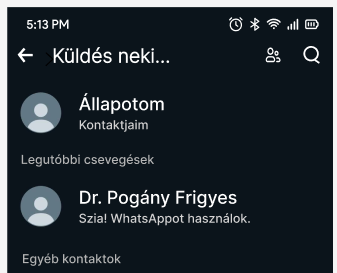 5:13 PM
Küldés neki...
Állapotom
Kontaktjaim
Legutóbbi csevegések
Dr. Pogány Frigyes
Szia! WhatsAppot használok.
Egyéb kontaktok